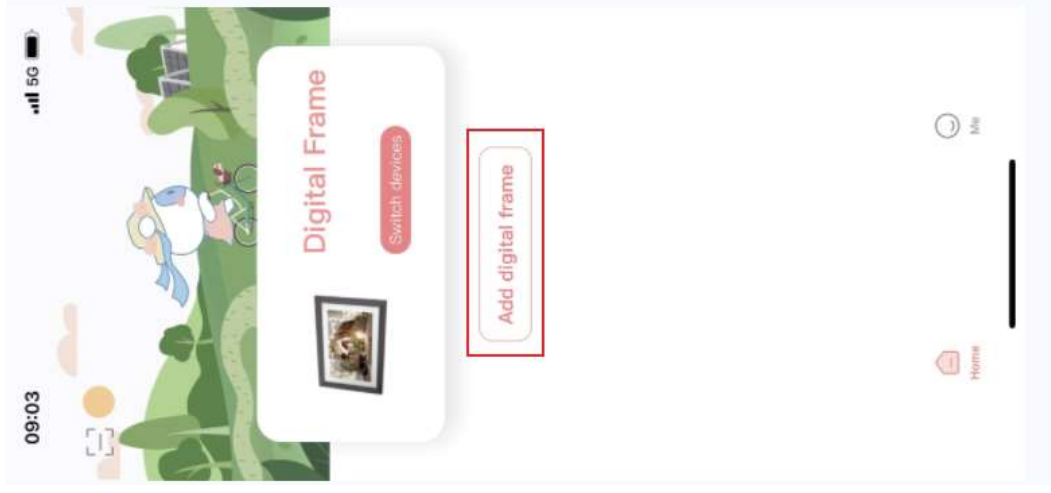 09:03
5G
Digital Frame
Switch devices
Add digital frame
Home
Me